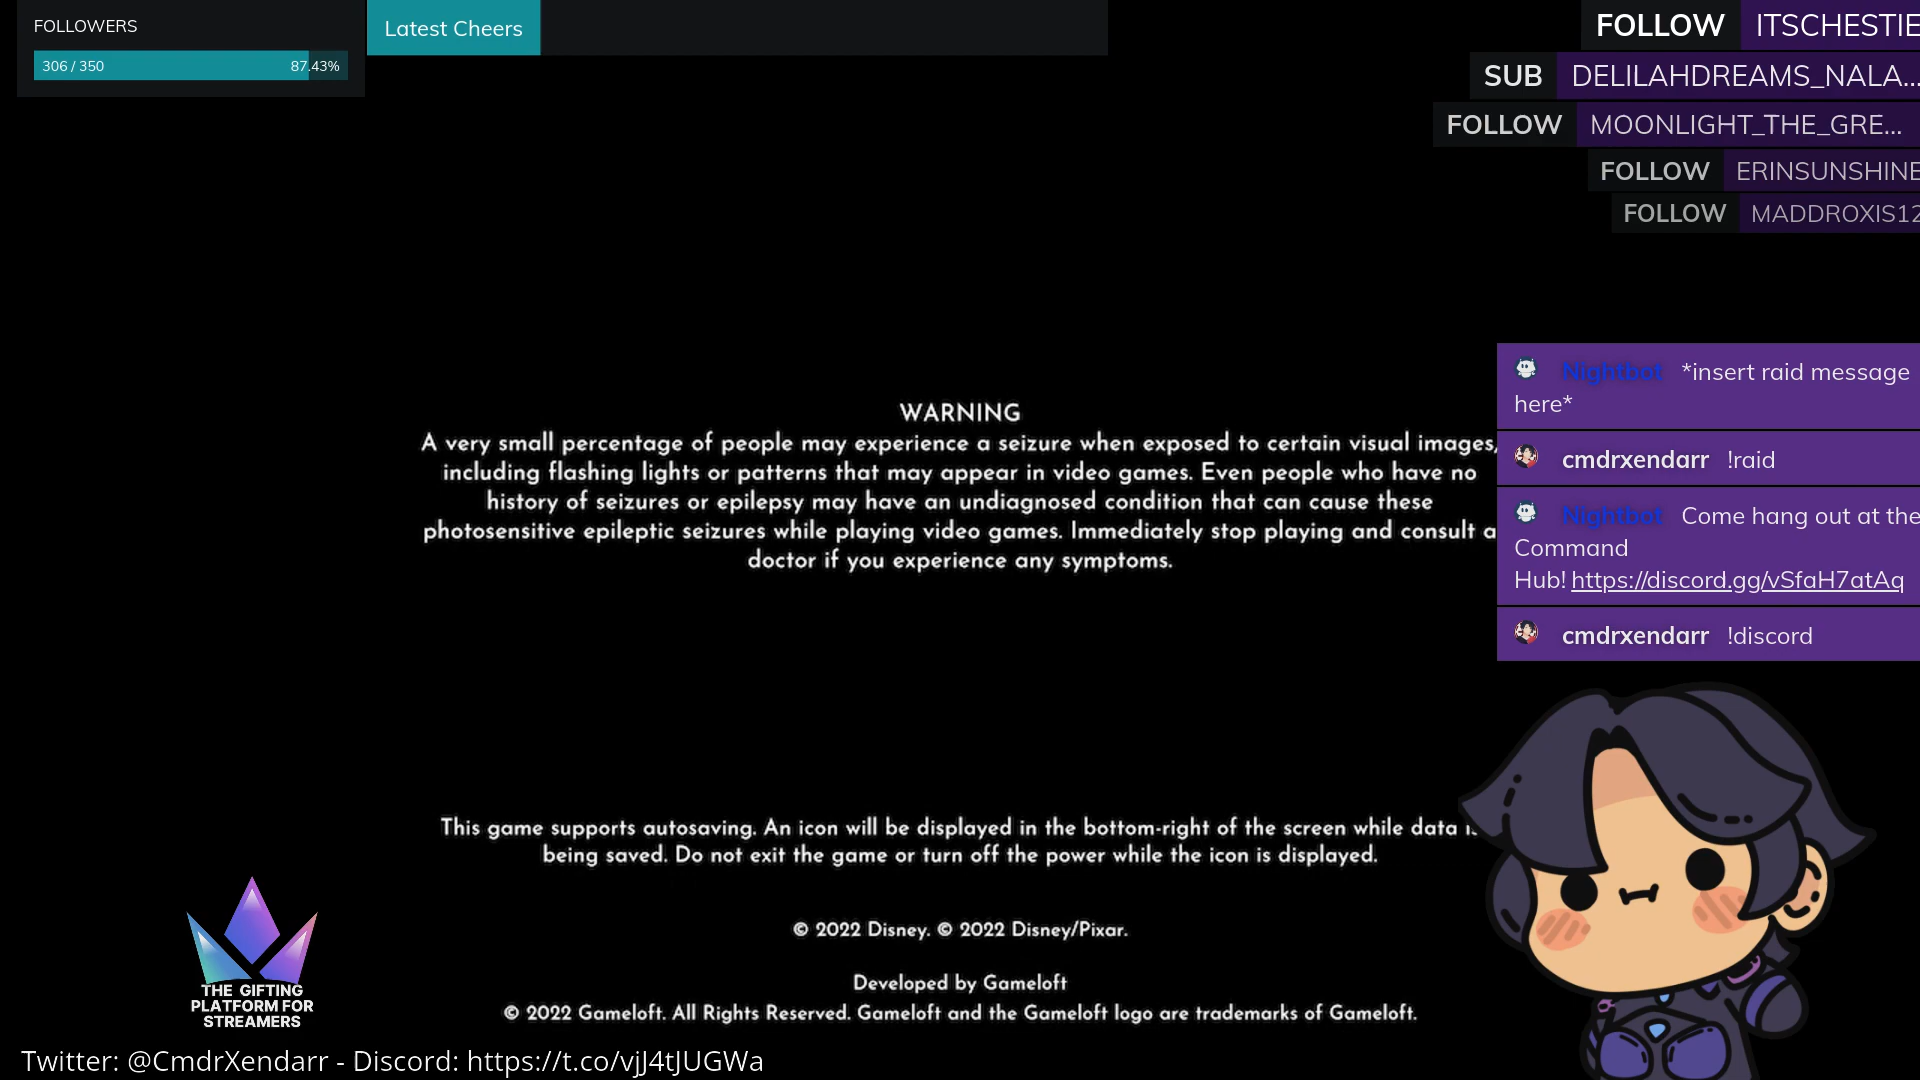 FOLLOWERS
306 / 350 87.43%
Latest Cheers
FOLLOW ITSCHESTIE
SUB DELILAHDREAMS_NALA...
FOLLOW MOONLIGHT_THE_GRE...
FOLLOW ERINSUNSHINE
FOLLOW MADDROXIS12
Nightbot *insert raid message
here*
cmdrxendarr !raid
Nightbot Come hang out at the
Command
Hub! https://discord.gg/vSfaH7atAq
cmdrxendarr !discord
WARNING
A very small percentage of people may experience a seizure when exposed to certain visual images,
including flashing lights or patterns that may appear in video games. Even people who have no
history of seizures or epilepsy may have an undiagnosed condition that can cause these
photosensitive epileptic seizures while playing video games. Immediately stop playing and consult a
doctor if you experience any symptoms.
This game supports autosaving. An icon will be displayed in the bottom-right of the screen while data is
being saved. Do not exit the game or turn off the power while the icon is displayed.
© 2022 Disney. © 2022 Disney/Pixar.
Developed by Gameloft
© 2022 Gameloft. All Rights Reserved. Gameloft and the Gameloft logo are trademarks of Gameloft.
THE GIFTING
PLATFORM FOR
STREAMERS
Twitter: @CmdrXendarr - Discord: https://t.co/vjJ4tJUGWa